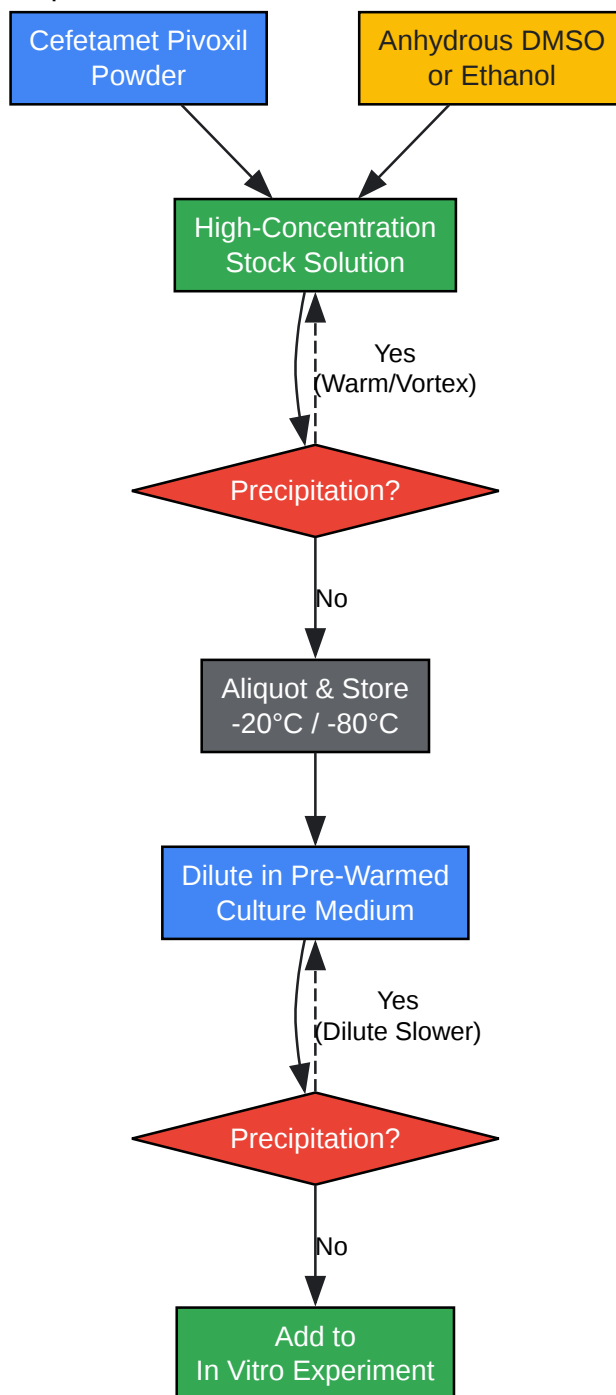 Cefetamet Pivoxil
Powder
Anhydrous DMSO
or Ethanol
High-Concentration
Stock Solution
Yes
(Warm/Vortex)
Precipitation?
No
Aliquot & Store
-20°C / -80°C
Dilute in Pre-Warmed
Culture Medium
Yes
(Dilute Slower)
Precipitation?
No
Add to
In Vitro Experiment